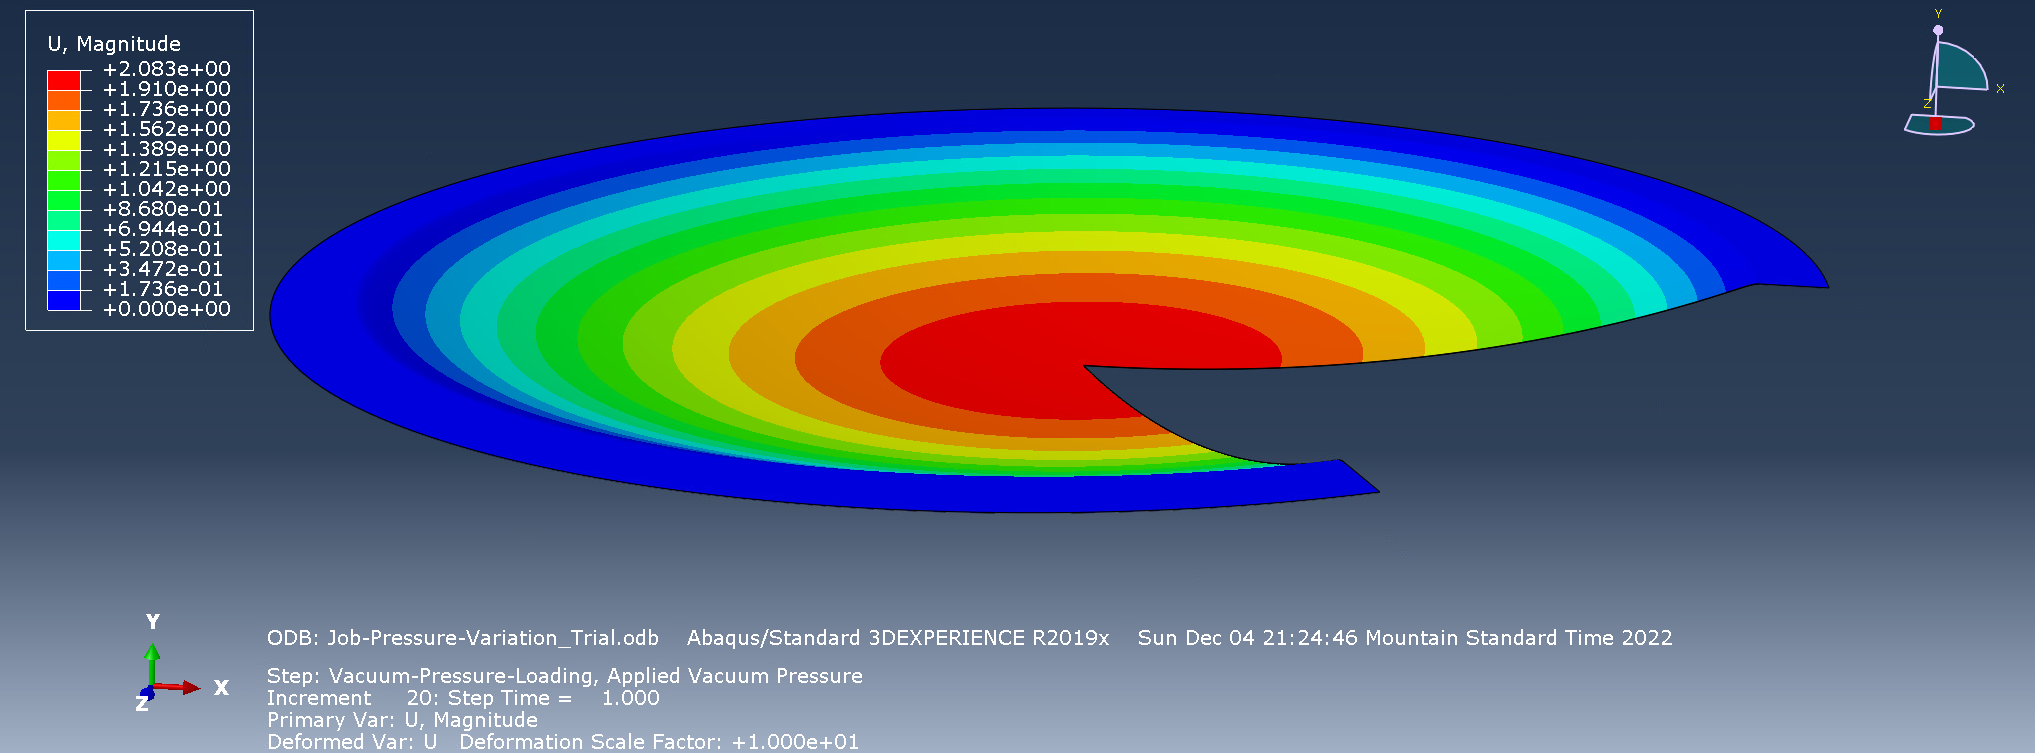 U, Magnitude
+2.083e+00
+1.910e+00
+1.736e+00
+1.562e+00
+1.389e+00
+1.215e+00
+1.042e+00
+8.680e-01
+6.944e-01
+5.208e-01
+3.472e-01
+1.736e-01
+0.000e+00
Y
X
Z
Y
X
Z
ODB: Job-Pressure-Variation_Trial.odb Abaqus/Standard 3DEXPERIENCE R2019x Sun Dec 04 21:24:46 Mountain Standard Time 2022
Step: Vacuum-Pressure-Loading, Applied Vacuum Pressure
Increment 20: Step Time = 1.000
Primary Var: U, Magnitude
Deformed Var: U Deformation Scale Factor: +1.000e+01